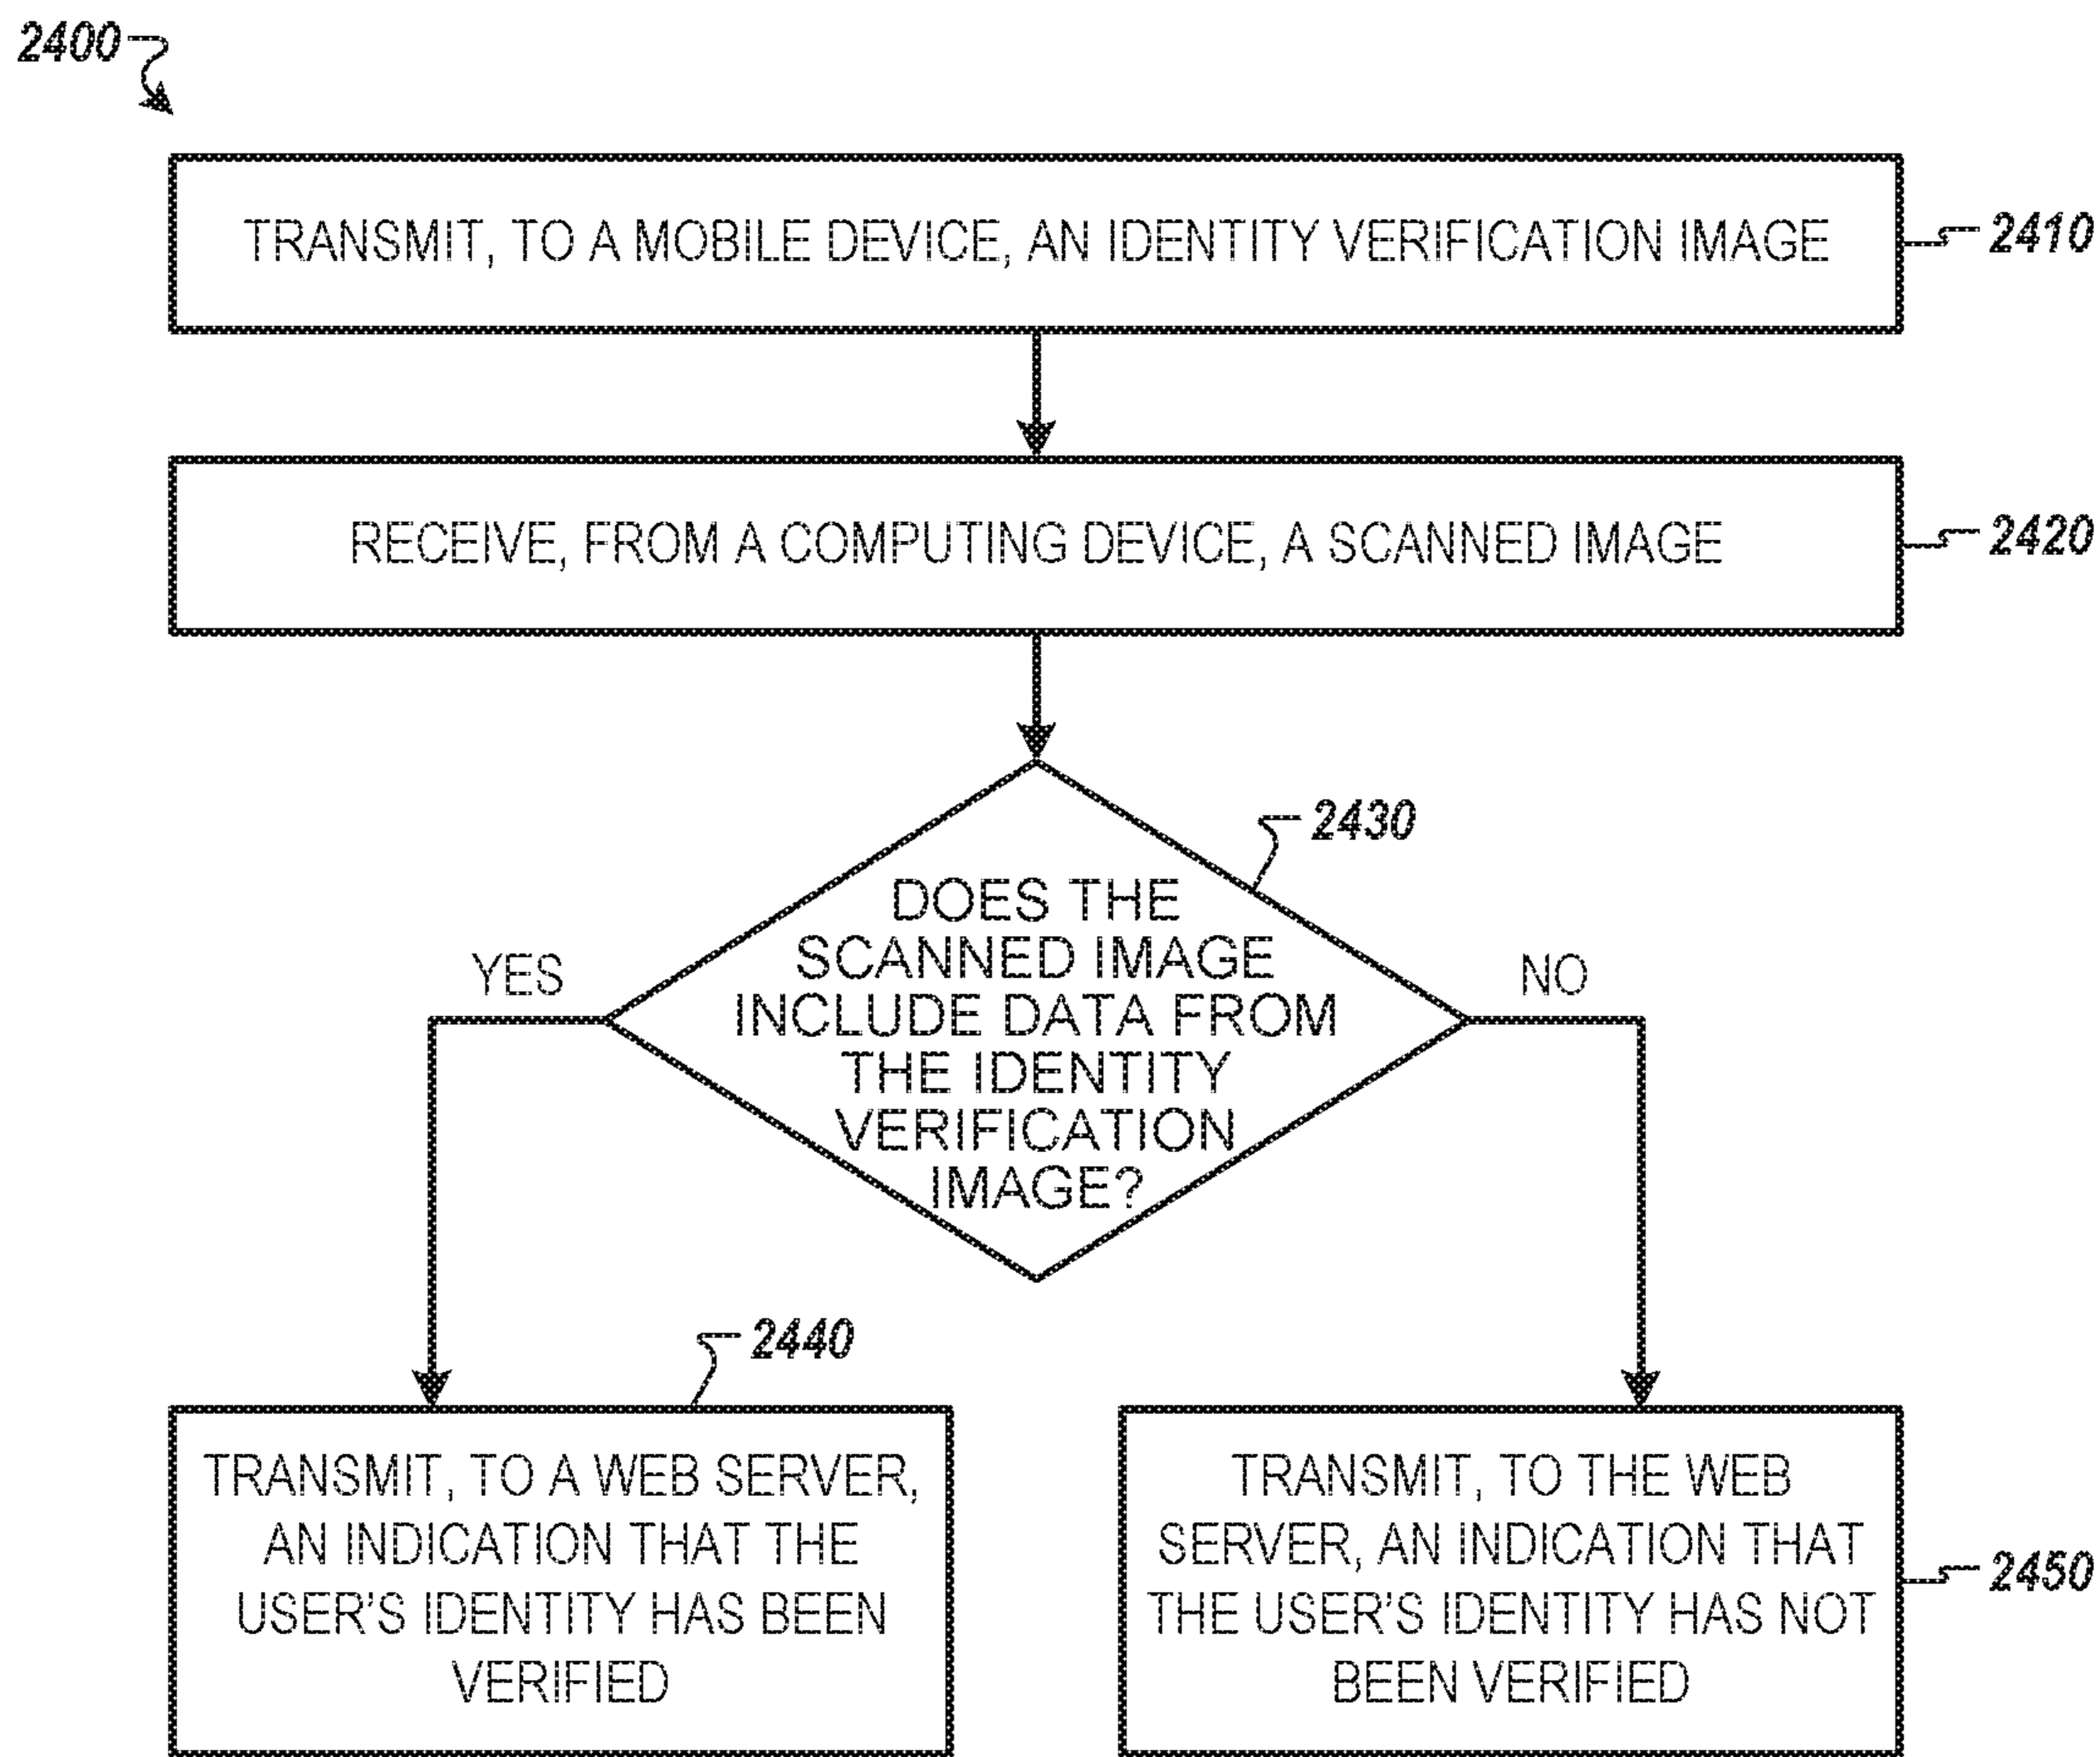 2400
TRANSMIT, TO A MOBILE DEVICE, AN IDENTITY VERIFICATION IMAGE
2410
RECEIVE, FROM A COMPUTING DEVICE, A SCANNED IMAGE
2420
2430
DOES THE
SCANNED IMAGE
INCLUDE DATA FROM
THE IDENTITY
VERIFICATION
IMAGE?
YES
NO
2440
TRANSMIT, TO A WEB SERVER,
AN INDICATION THAT THE
USER'S IDENTITY HAS BEEN
VERIFIED
TRANSMIT, TO THE WEB
SERVER, AN INDICATION THAT
THE USER'S IDENTITY HAS NOT
BEEN VERIFIED
2450